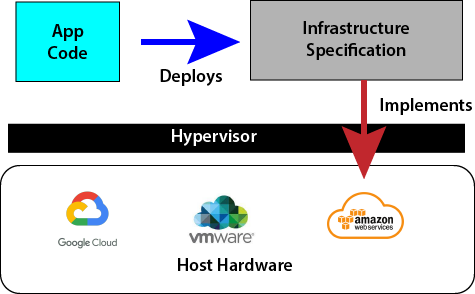 App
Code
Deploys
Infrastructure
Specification
Implements
Hypervisor
Google Cloud
vmware®
amazon
web services
Host Hardware